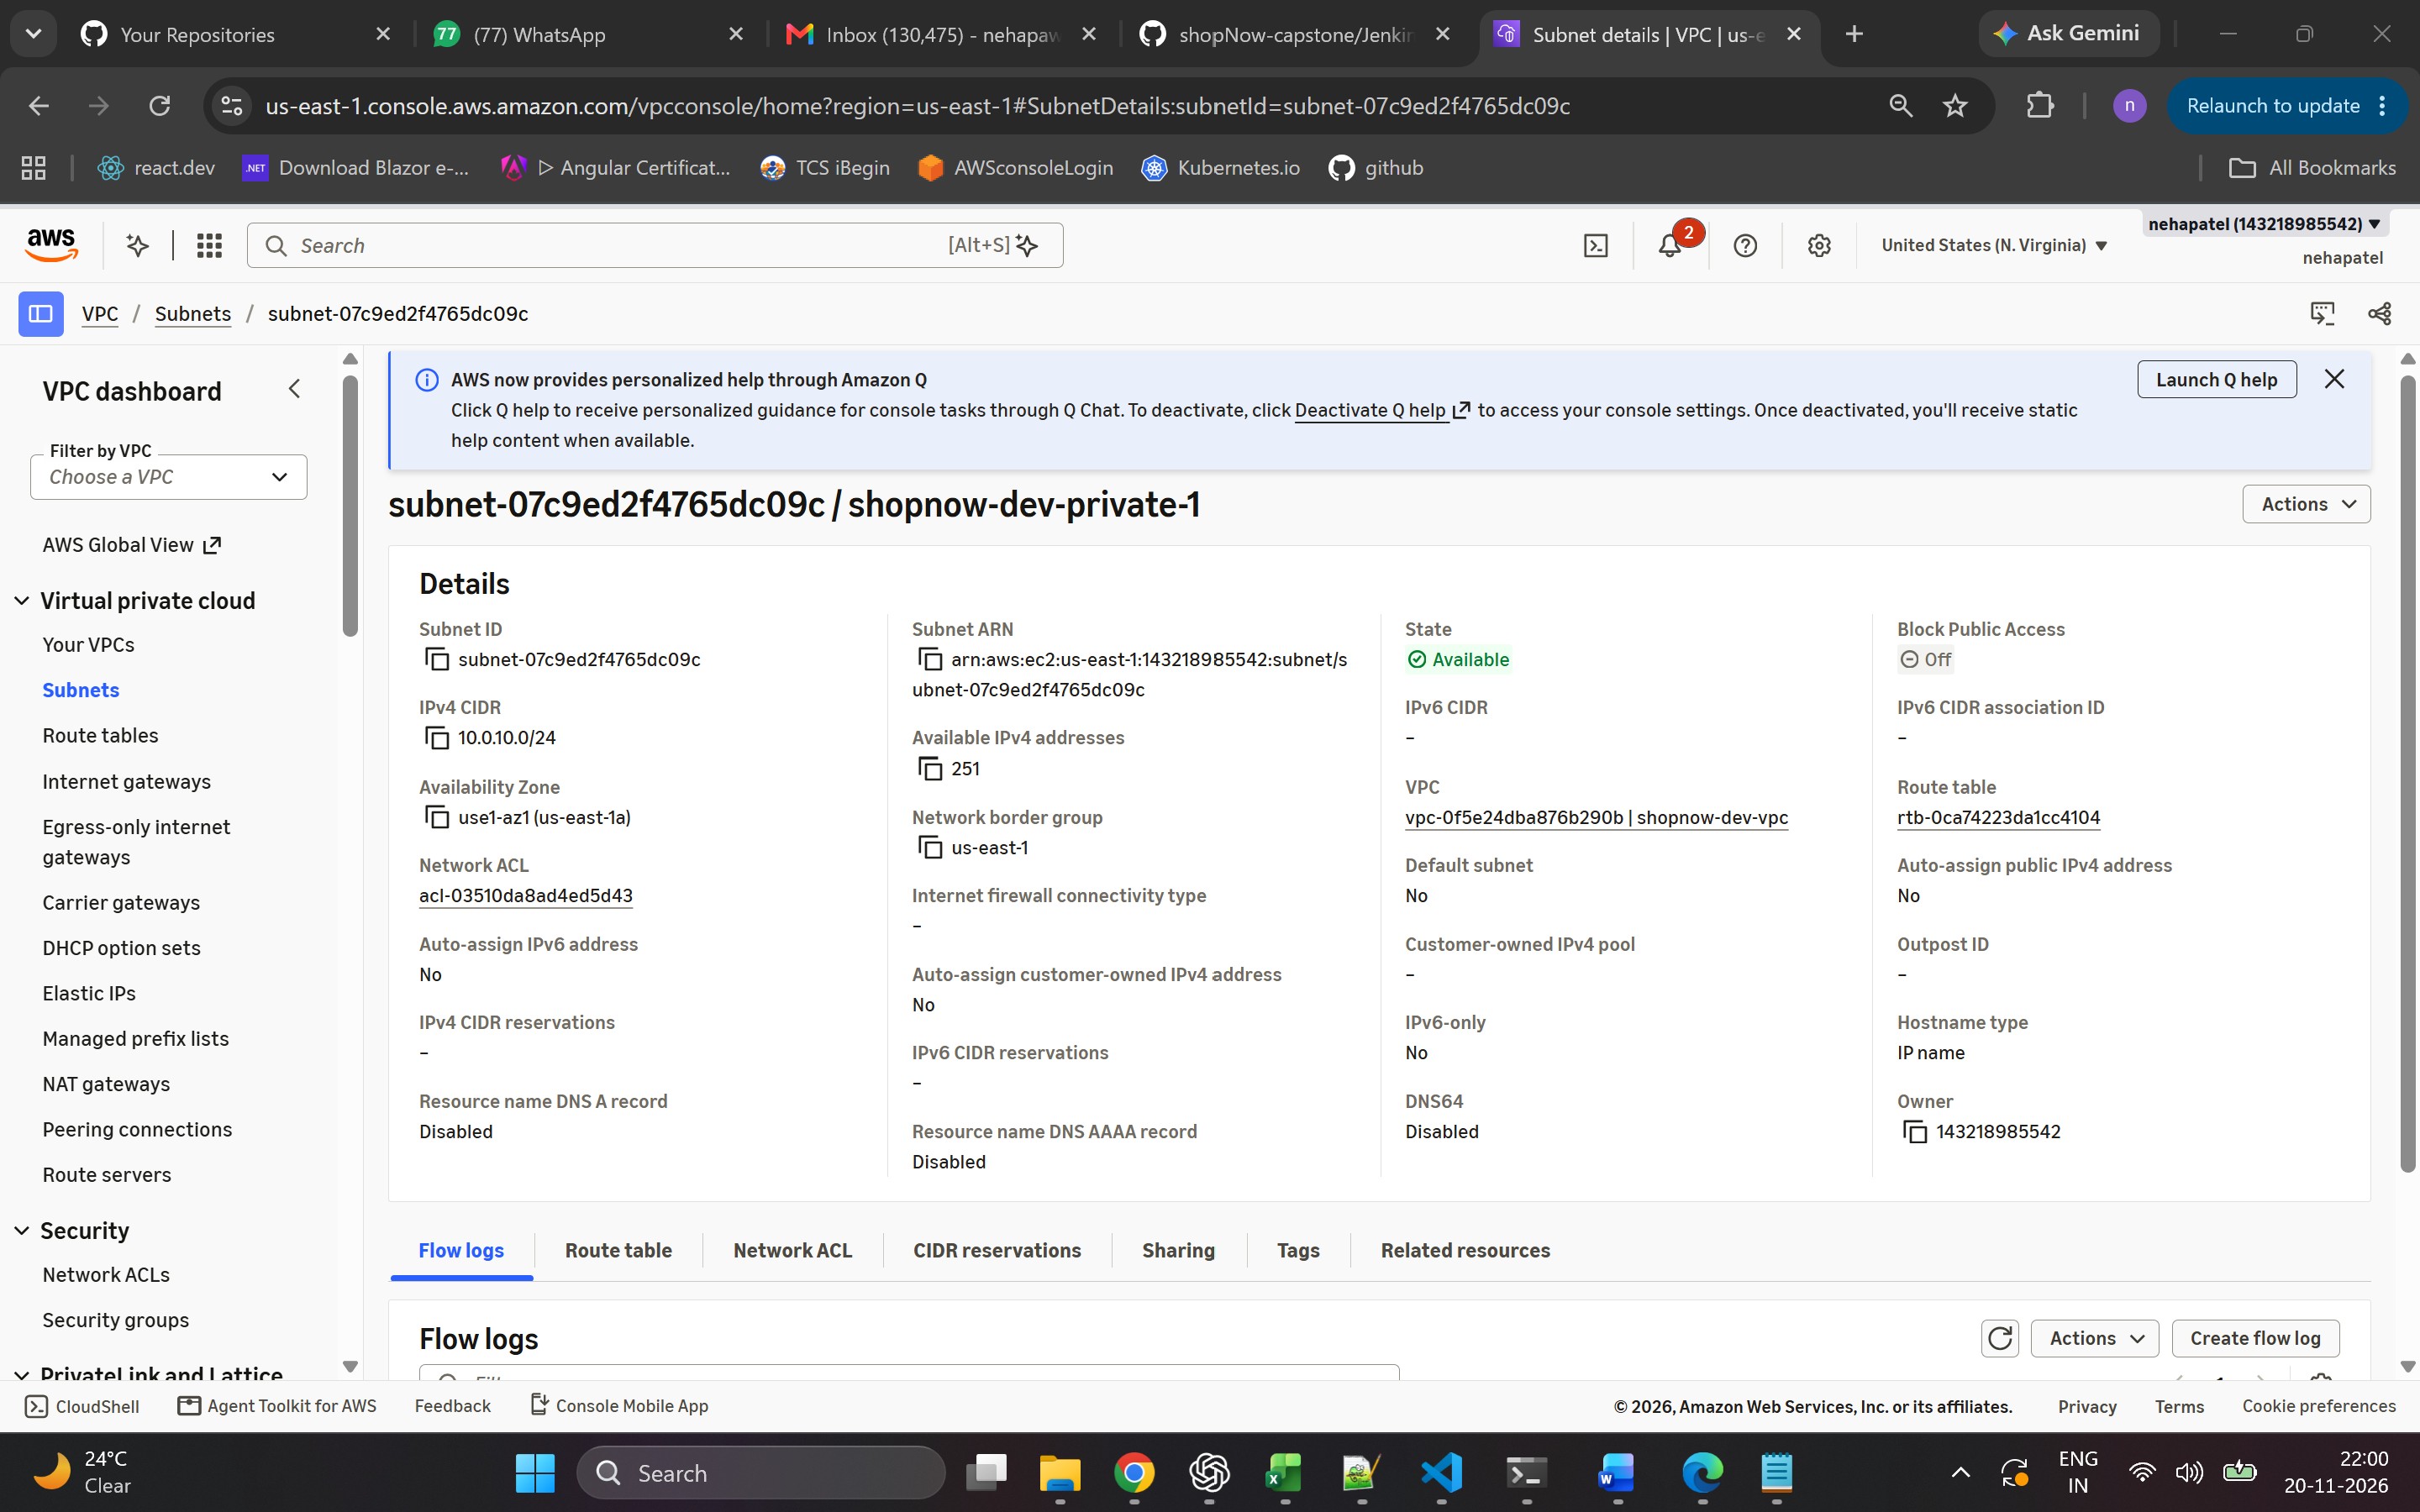 Your Repositories
77 (77) WhatsApp
Inbox (130,475) - nehapaw
shopNow-capstone/Jenkin
Subnet details | VPC | us-e
Ask Gemini
us-east-1.console.aws.amazon.com/vpcconsole/home?region=us-east-1#SubnetDetails:subnetId=subnet-07c9ed2f4765dc09c
n
Relaunch to update
react.dev
.NET Download Blazor e-...
Angular Certificat...
TCS iBegin
AWSconsoleLogin
Kubernetes.io
github
All Bookmarks
aws
Search
[Alt+S]
2
United States (N. Virginia)
nehapatel (143218985542)
nehapatel
VPC / Subnets / subnet-07c9ed2f4765dc09c
VPC dashboard
Filter by VPC
Choose a VPC
AWS Global View
Virtual private cloud
Your VPCs
Subnets
Route tables
Internet gateways
Egress-only internet
gateways
Carrier gateways
DHCP option sets
Elastic IPs
Managed prefix lists
NAT gateways
Peering connections
Route servers
Security
Network ACLs
Security groups
PrivateLink and Lattice
AWS now provides personalized help through Amazon Q
Click Q help to receive personalized guidance for console tasks through Q Chat. To deactivate, click Deactivate Q help to access your console settings. Once deactivated, you'll receive static
help content when available.
Launch Q help
subnet-07c9ed2f4765dc09c / shopnow-dev-private-1
Actions
Details
Subnet ID
subnet-07c9ed2f4765dc09c
IPv4 CIDR
10.0.10.0/24
Availability Zone
use1-az1 (us-east-1a)
Network ACL
acl-03510da8ad4ed5d43
Auto-assign IPv6 address
No
IPv4 CIDR reservations
–
Resource name DNS A record
Disabled
Subnet ARN
arn:aws:ec2:us-east-1:143218985542:subnet/s
ubnet-07c9ed2f4765dc09c
Available IPv4 addresses
251
Network border group
us-east-1
Internet firewall connectivity type
–
Auto-assign customer-owned IPv4 address
No
IPv6 CIDR reservations
–
Resource name DNS AAAA record
Disabled
State
Available
IPv6 CIDR
–
VPC
vpc-0f5e24dba876b290b | shopnow-dev-vpc
Default subnet
No
Customer-owned IPv4 pool
–
IPv6-only
No
DNS64
Disabled
Block Public Access
Off
IPv6 CIDR association ID
–
Route table
rtb-0ca74223da1cc4104
Auto-assign public IPv4 address
No
Outpost ID
–
Hostname type
IP name
Owner
143218985542
Flow logs
Route table
Network ACL
CIDR reservations
Sharing
Tags
Related resources
Flow logs
Actions
Create flow log
CloudShell
Agent Toolkit for AWS
Feedback
Console Mobile App
© 2026, Amazon Web Services, Inc. or its affiliates.
Privacy
Terms
Cookie preferences
24°C
Clear
Search
ENG
IN
22:00
20-11-2026